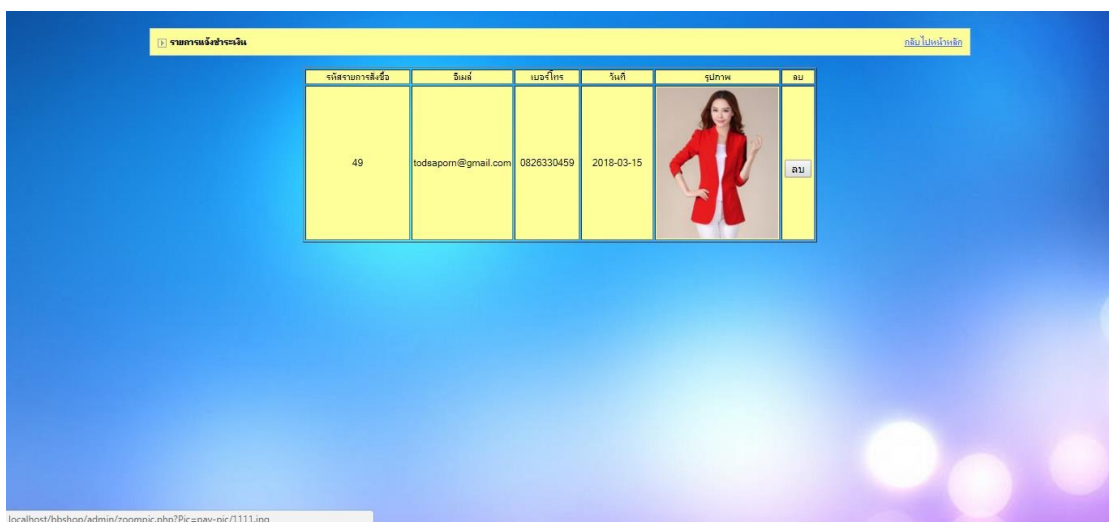 รายการแจ้งชำระเงิน
กลับไปหน้าหลัก
รหัสรายการสั่งซื้อ อีเมล์ เบอร์โทร วันที่ รูปภาพ ลบ
49 todsaporn@gmail.com 0826330459 2018-03-15 ลบ
localhost/bbshop/admin/zoompic.php?Pic=pay-pic/1111.jpg